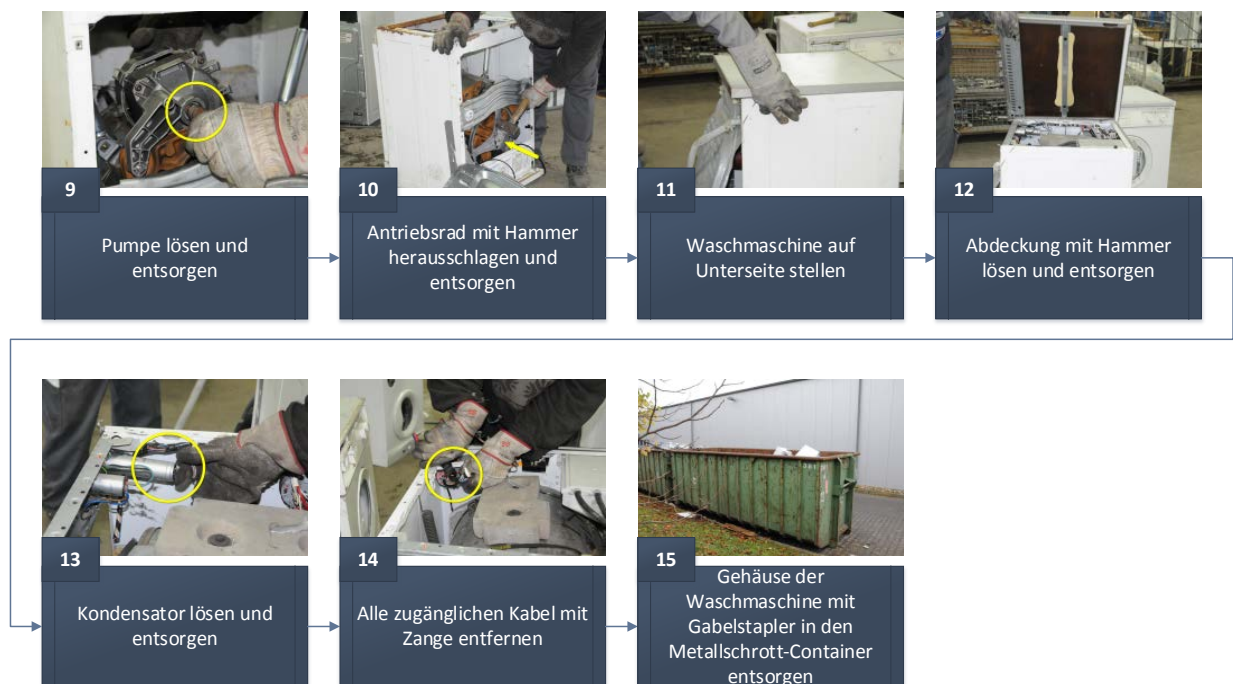 9
Pumpe lösen und
entsorgen
10
Antriebsrad mit Hammer
herausschlagen und
entsorgen
11
Waschmaschine auf
Unterseite stellen
12
Abdeckung mit Hammer
lösen und entsorgen
13
Kondensator lösen und
entsorgen
14
Alle zugänglichen Kabel mit
Zange entfernen
15
Gehäuse der
Waschmaschine mit
Gabelstapler in den
Metallschrott-Container
entsorgen